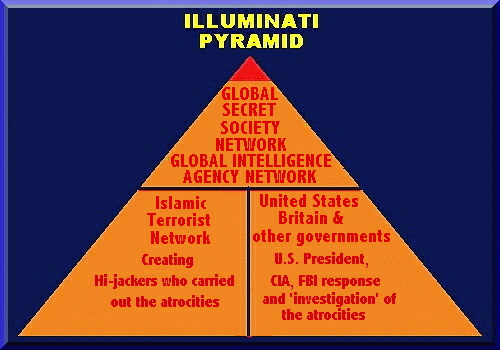 ILLUMINATI
PYRAMID
GLOBAL
SECRET
SOCIETY
NETWORK
GLOBAL INTELLIGENCE
AGENCY NETWORK
Islamic
Terrorist
Network
Creating
Hi-jackers who carried
out the atrocities
United States
Britain &
other governments
U.S. President,
CIA, FBI response
and 'investigation' of
the atrocities